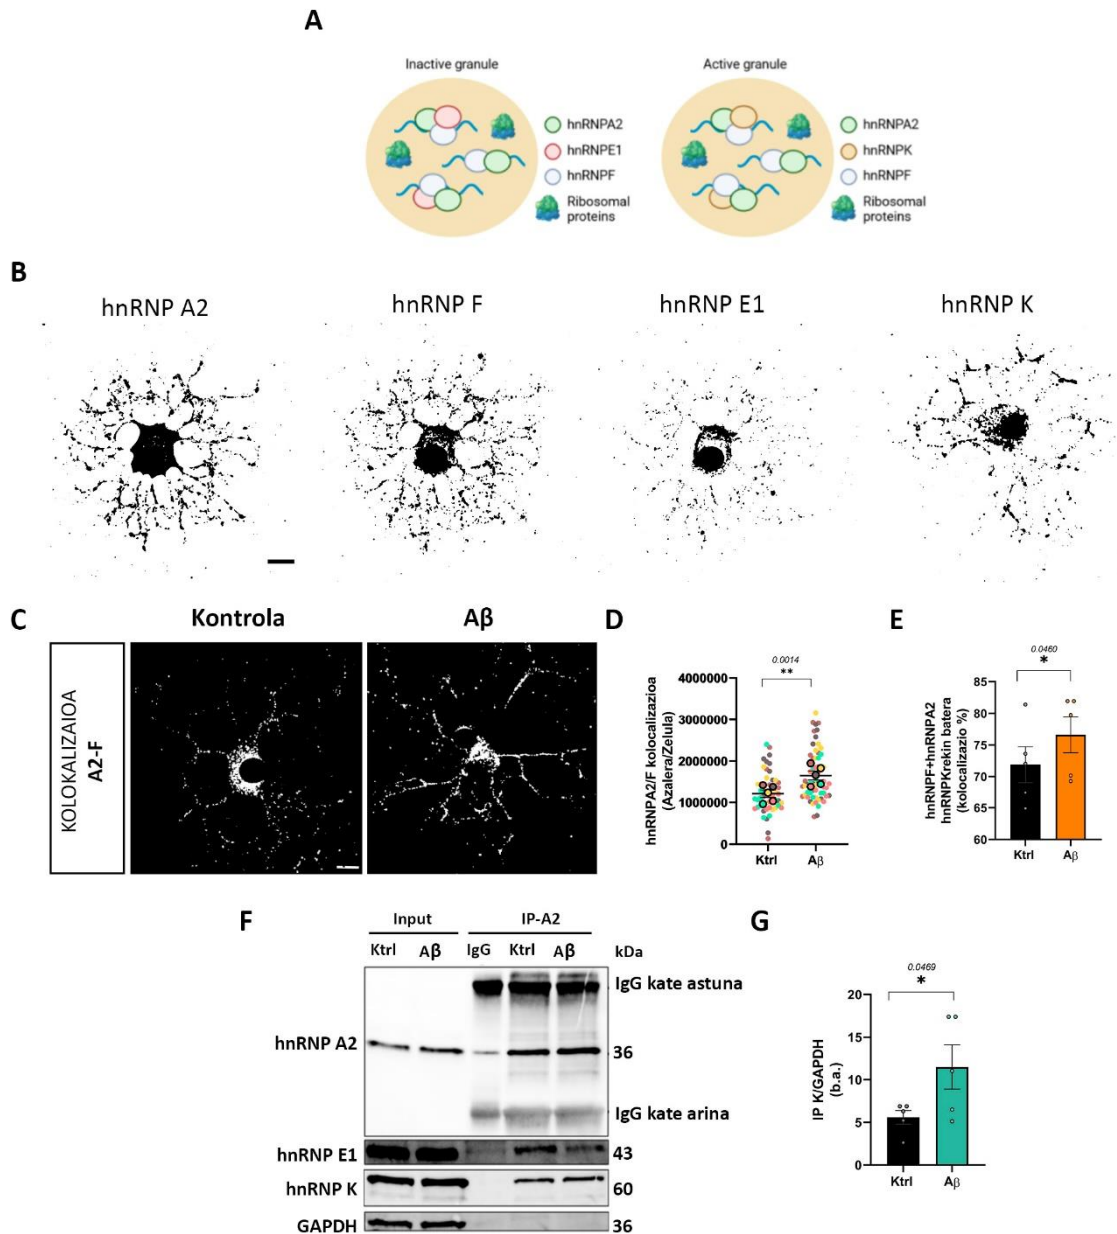 A
Inactive granule
hnRNPA2
hnRNPE1
hnRNPF
Ribosomal
proteins
Active granule
hnRNPA2
hnRNPK
hnRNPF
Ribosomal
proteins
B
hnRNP A2
hnRNP F
hnRNP E1
hnRNP K
C
KOLOKALIZAIOA
A2-F
Kontrola
Aβ
D
hnRNPA2/F kolocalizazioa
(Azalera/Zelula)
4000000
3000000
2000000
1000000
0
0.0014
**
Ktrl
Aβ
E
hnRNPF+hnRNPA2
hnRNPKrekin batera
(kolocalizazio %)
85
80
75
70
65
60
0.0460
*
Ktrl
Aβ
F
Input
IP-A2
Ktrl
Aβ
IgG
Ktrl
Aβ
kDa
IgG kate astuna
hnRNP A2
36
IgG kate arina
hnRNP E1
43
hnRNP K
60
GAPDH
36
G
IP K/GAPDH
(b.a.)
20
15
10
5
0
0.0469
*
Ktrl
Aβ